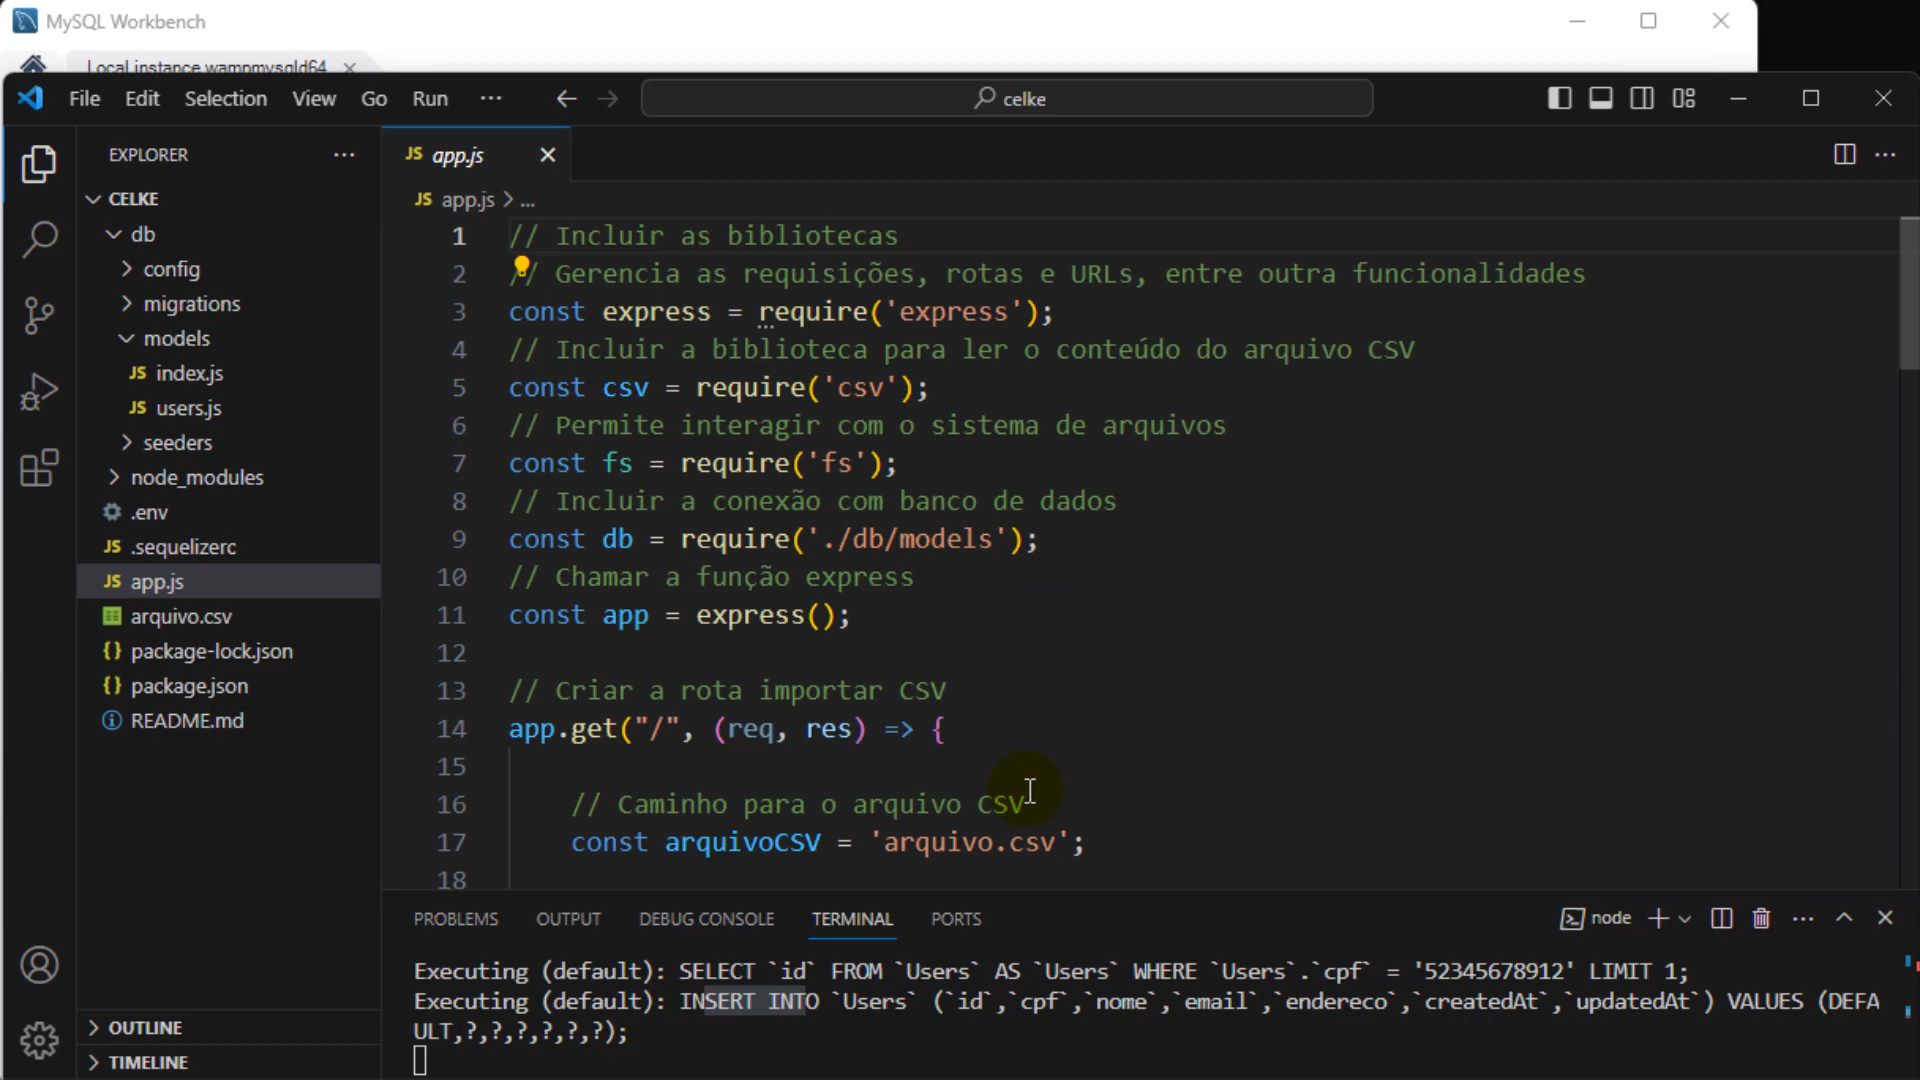 MySQL Workbench
Local instance wampmysqld64
File Edit Selection View Go Run ... celke
EXPLORER
CELKE
db
config
migrations
models
JS index.js
JS users.js
seeders
node_modules
.env
JS .sequelizerc
JS app.js
arquivo.csv
{} package-lock.json
{} package.json
README.md
OUTLINE
TIMELINE
JS app.js
JS app.js > ...
1 // Incluir as bibliotecas
2 // Gerencia as requisições, rotas e URLs, entre outra funcionalidades
3 const express = require('express');
4 // Incluir a biblioteca para ler o conteúdo do arquivo CSV
5 const csv = require('csv');
6 // Permite interagir com o sistema de arquivos
7 const fs = require('fs');
8 // Incluir a conexão com banco de dados
9 const db = require('./db/models');
10 // Chamar a função express
11 const app = express();
12
13 // Criar a rota importar CSV
14 app.get("/", (req, res) => {
15
16 // Caminho para o arquivo CSV
17 const arquivoCSV = 'arquivo.csv';
18
PROBLEMS OUTPUT DEBUG CONSOLE TERMINAL PORTS node
Executing (default): SELECT `id` FROM `Users` AS `Users` WHERE `Users`.`cpf` = '52345678912' LIMIT 1;
Executing (default): INSERT INTO `Users` (`id`,`cpf`,`nome`,`email`,`endereco`,`createdAt`,`updatedAt`) VALUES (DEFA
ULT,?,?,?,?,?,?);